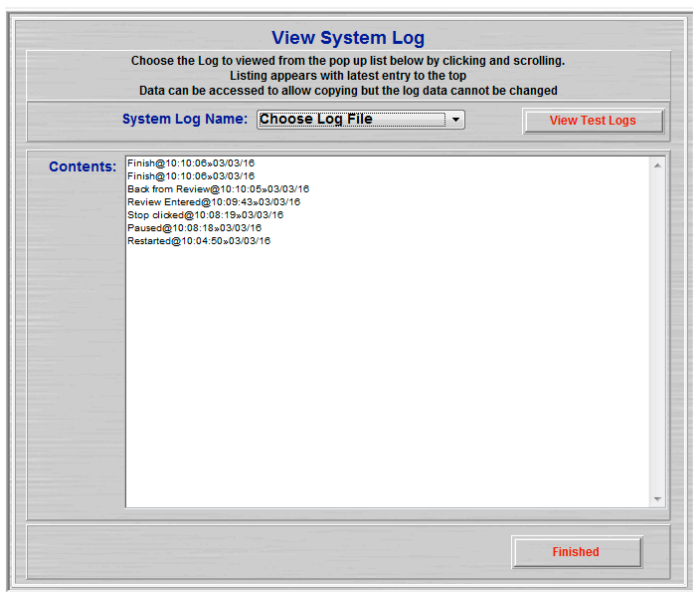 View System Log
Choose the Log to viewed from the pop up list below by clicking and scrolling.
Listing appears with latest entry to the top
Data can be accessed to allow copying but the log data cannot be changed
System Log Name: Choose Log File View Test Logs
Contents:
Finish@10:10:06»03/03/16
Finish@10:10:06»03/03/16
Back from Review@10:10:05»03/03/16
Review Entered@10:09:43»03/03/16
Stop clicked@10:08:19»03/03/16
Paused@10:08:18»03/03/16
Restarted@10:04:50»03/03/16
Finished